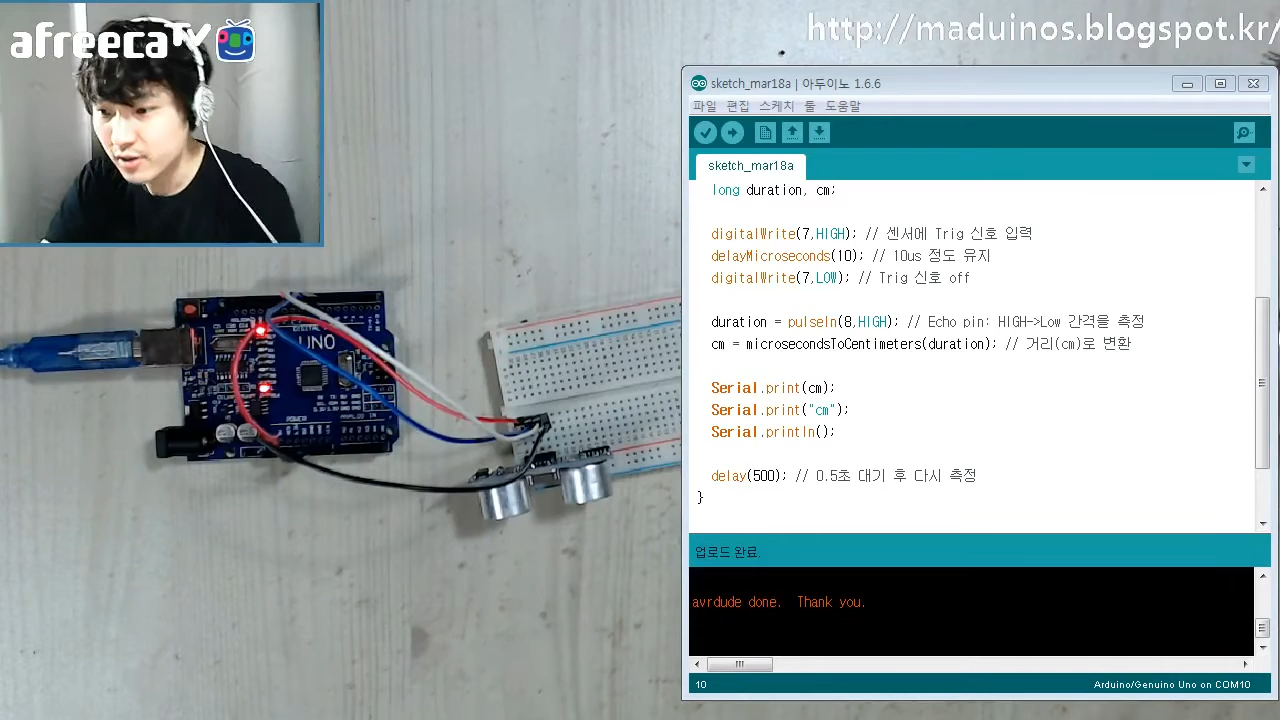 afreecaTV
http://maduinos.blogspot.kr/
sketch_mar18a | 아두이노 1.6.6
파일 편집 스케치 툴 도움말
sketch_mar18a
long duration, cm;
digitalWrite(7,HIGH); // 센서에 Trig 신호 입력
delayMicroseconds(10); // 10us 정도 유지
digitalWrite(7,LOW); // Trig 신호 off
duration = pulseIn(8,HIGH); // Echo pin: HIGH->Low 간격을 측정
cm = microsecondsToCentimeters(duration); // 거리(cm)로 변환
Serial.print(cm);
Serial.print("cm");
Serial.println();
delay(500); // 0.5초 대기 후 다시 측정
}
업로드 완료.
avrdude done.  Thank you.
10
Arduino/Genuino Uno on COM10
UNO
POWER